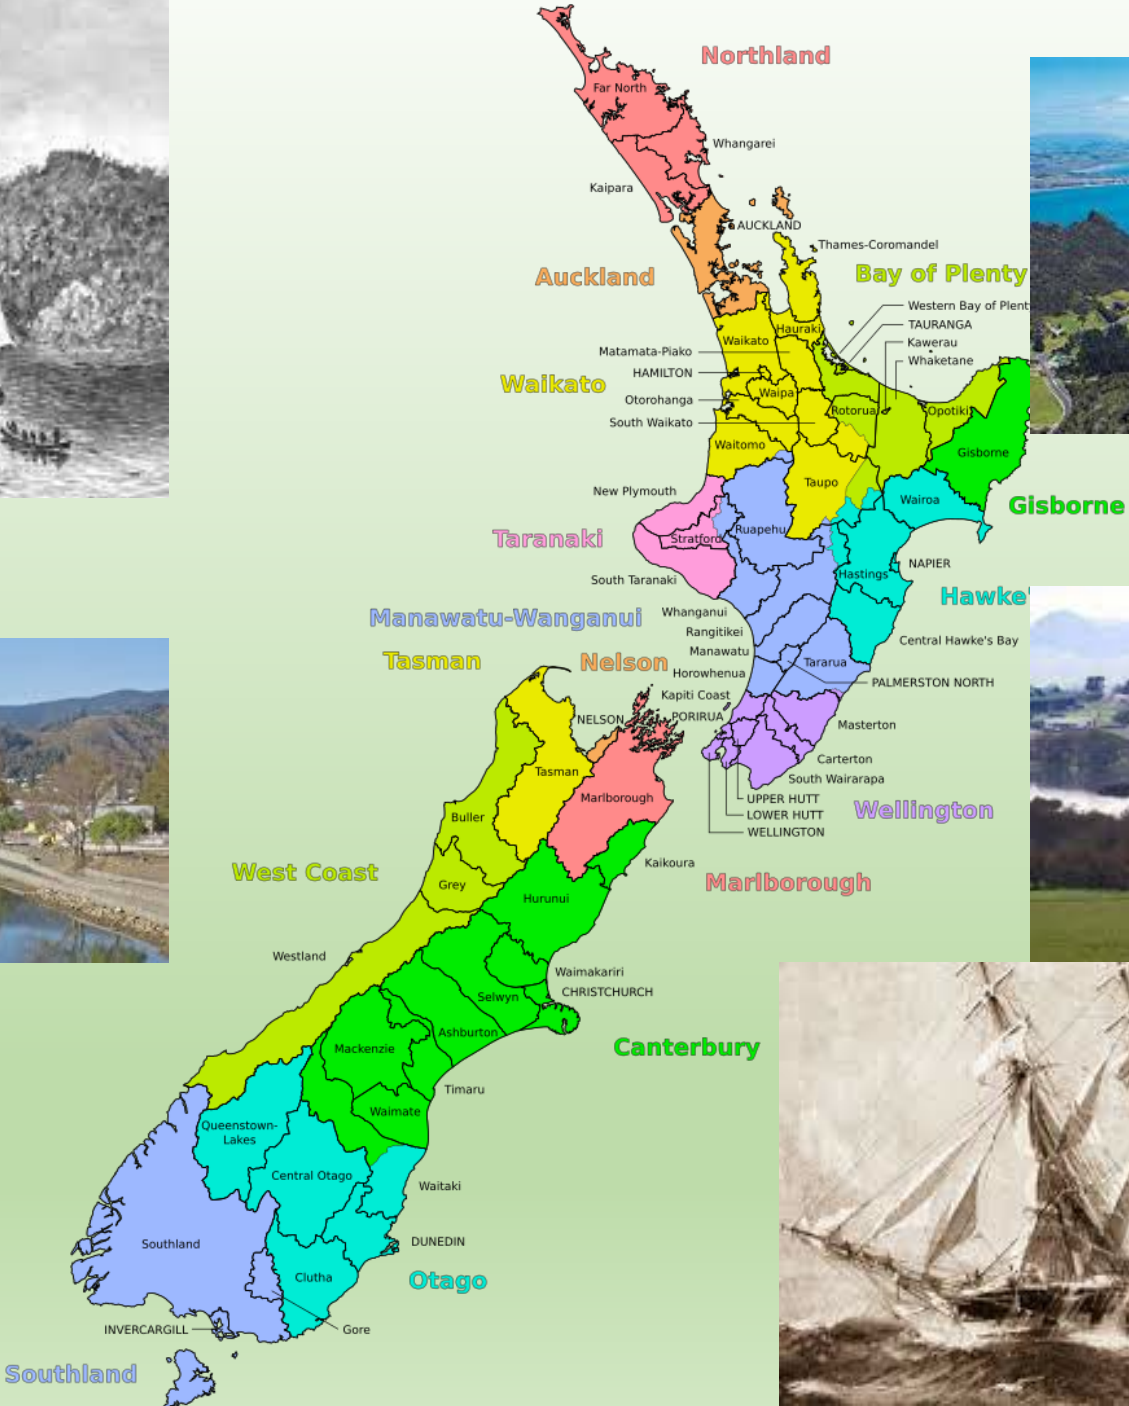 Northland
Far North
Whangarei
Kaipara
AUCKLAND
Thames-Coromandel
Auckland
Bay of Plenty
Western Bay of Plent
TAURANGA
Hauraki
Waikato
Kawerau
Matamata-Piako
Whaketane
HAMILTON
Waikato
Waipa
Otorohanga
Rotorua
Opotiki
South Waikato
Waitomo
Gisborne
Taupo
New Plymouth
Wairoa
Gisborne
Ruapehu
Taranaki
Stratford
NAPIER
Hastings
South Taranaki
Hawke'
Whanganui
Manawatu-Wanganui
Rangitikei
Central Hawke's Bay
Manawatu
Tasman
Nelson
Tararua
Horowhenua
PALMERSTON NORTH
Kapiti Coast
NELSON
PORIRUA
Masterton
Carterton
Tasman
South Wairarapa
Marlborough
UPPER HUTT
Wellington
LOWER HUTT
Buller
WELLINGTON
Kaikoura
West Coast
Marlborough
Grey
Hurunui
Westland
Waimakariri
CHRISTCHURCH
Selwyn
Ashburton
Canterbury
Mackenzie
Timaru
Waimate
Queenstown-
Lakes
Central Otago
Waitaki
Southland
DUNEDIN
Clutha
Otago
INVERCARGILL
Gore
Southland